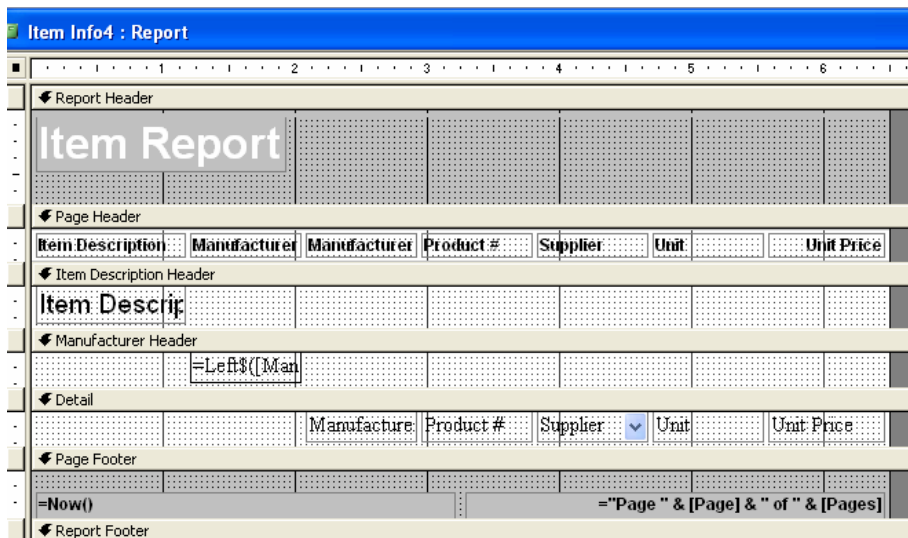 Item Info4 : Report
1 2 3 4 5 6
Report Header
Item Report
Page Header
Item Description Manufacturer Manufacturer Product # Supplier Unit Unit Price
Item Description Header
Item Descrip
Manufacturer Header
=Left$([Man
Detail
Manufacture Product # Supplier Unit Unit Price
Page Footer
=Now() ="Page " & [Page] & " of " & [Pages]
Report Footer